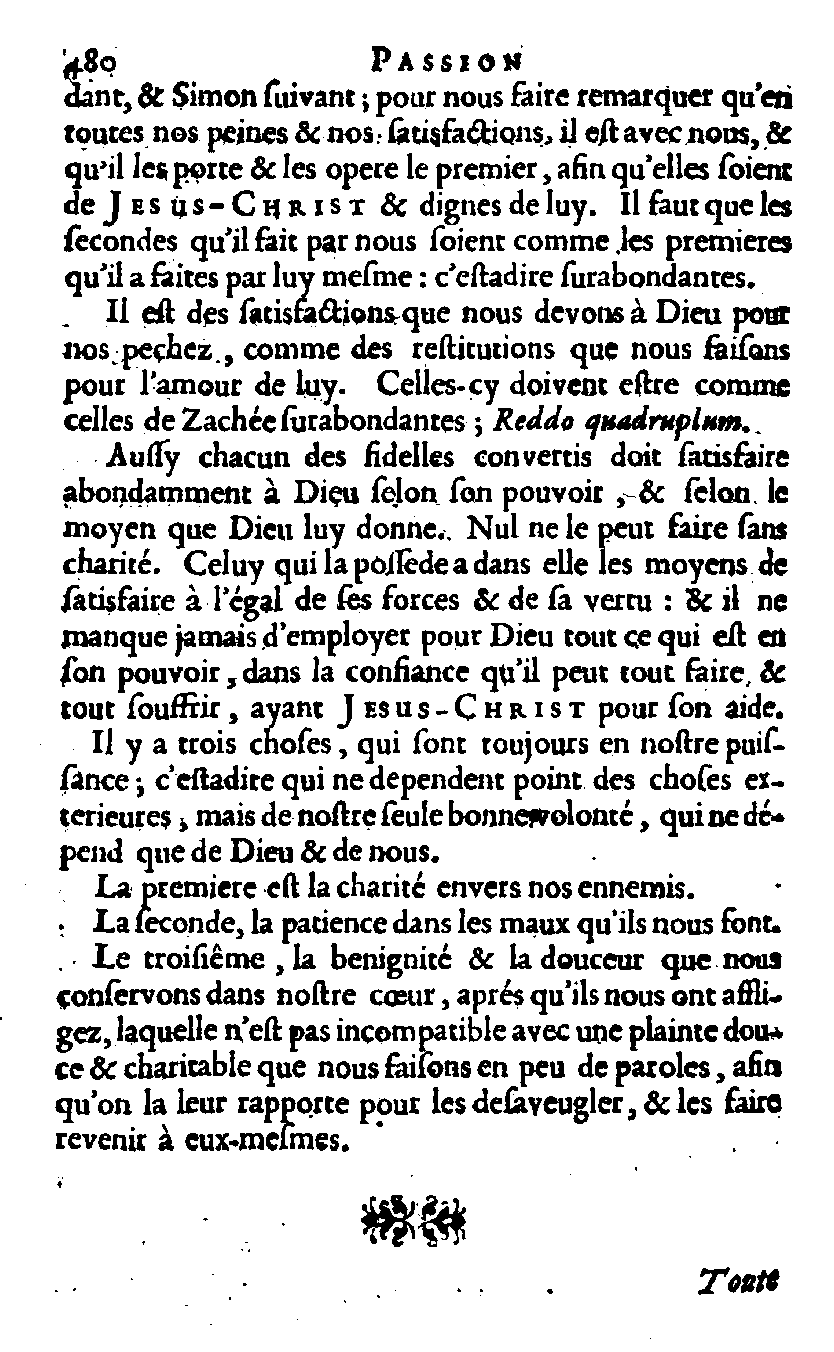 480 PASSION
dant, & Simon ſuivant ; pour nous faire remarquer qu'en
toutes nos peines & nos ſatisfactions, il eſt avec nous, &
qu'il les porte & les opere le premier, afin qu'elles ſoient
de JESUS-CHRIST & dignes de luy. Il faut que les
ſecondes qu'il fait par nous ſoient comme les premieres
qu'il a faites par luy meſme : c'eſtadire ſurabondantes.
Il eſt des ſatisfactions que nous devons à Dieu pour
nos pechez, comme des reſtitutions que nous faiſons
pour l'amour de luy. Celles-cy doivent eſtre comme
celles de Zachée ſurabondantes ; Reddo quadruplum.
Auſſy chacun des fidelles convertis doit ſatisfaire
abondamment à Dieu ſelon ſon pouvoir, & ſelon le
moyen que Dieu luy donne. Nul ne le peut faire ſans
charité. Celuy qui la poſſede a dans elle les moyens de
ſatisfaire à l'égal de ſes forces & de ſa vertu : & il ne
manque jamais d'employer pour Dieu tout ce qui eſt en
ſon pouvoir, dans la confiance qu'il peut tout faire, &
tout ſouffrir, ayant JESUS-CHRIST pour ſon aide.
Il y a trois choſes, qui ſont toujours en noſtre puiſ-
ſance ; c'eſtadire qui ne dependent point des choſes ex-
terieures, mais de noſtre ſeule bonne volonté, qui ne dé-
pend que de Dieu & de nous.
La premiere eſt la charité envers nos ennemis.
La ſeconde, la patience dans les maux qu'ils nous font.
Le troiſiême, la benignité & la douceur que nous
conſervons dans noſtre cœur, aprés qu'ils nous ont affli-
gez, laquelle n'eſt pas incompatible avec une plainte dou-
ce & charitable que nous faiſons en peu de paroles, afin
qu'on la leur rapporte pour les deſaveugler, & les faire
revenir à eux-meſmes.
Toute